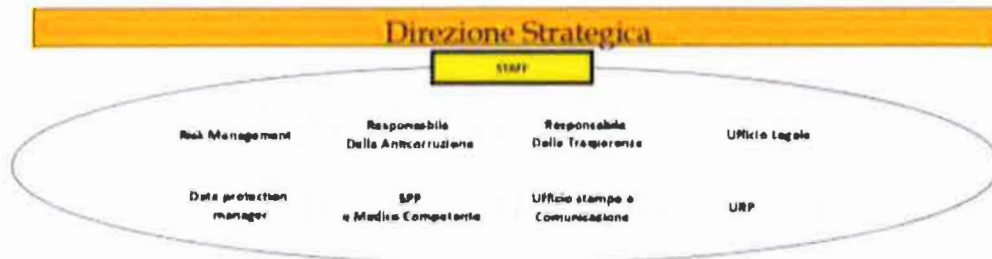 Direzione Strategica
STAFF
Risk Management
Responsabile
Della Anticorruzione
Responsabile
Della Trasparenza
Ufficio Legale
Data protection
manager
SPP
e Medico Competente
Ufficio stampa e
Comunicazione
URP